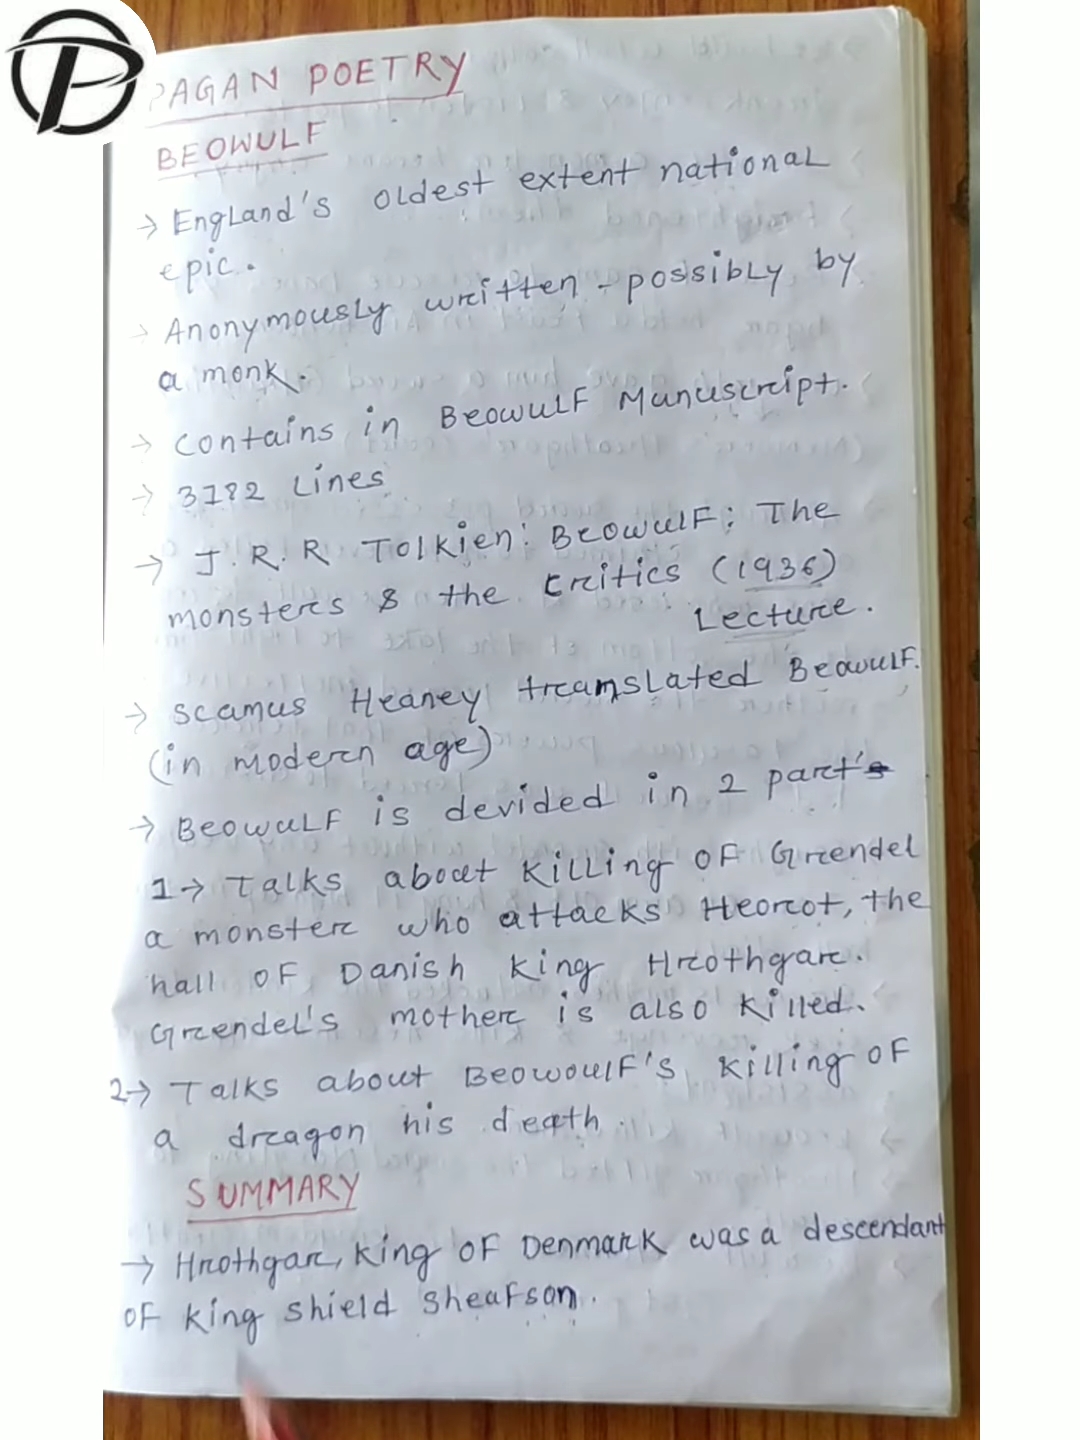 PAGAN POETRY
BEOWULF
→ England's oldest extent national
epic.
→ Anonymously written - possibly by
a monk.
→ contains in Beowulf Manuscript.
→ 3182 Lines
→ J.R.R Tolkien: Beowulf: The
monsters & the Critics (1936)
Lecture.
→ Seamus Heaney translated Beowulf.
(in modern age)
→ Beowulf is devided in 2 part's
1→ Talks about killing of Grendel
a monster who attacks Heorot, the
hall of Danish king Hrothgar.
Grendel's mother is also killed.
2→ Talks about Beowoulf's killing of
a dragon his death.
SUMMARY
→ Hrothgar, king of Denmark was a descendant
of king shield sheafson.